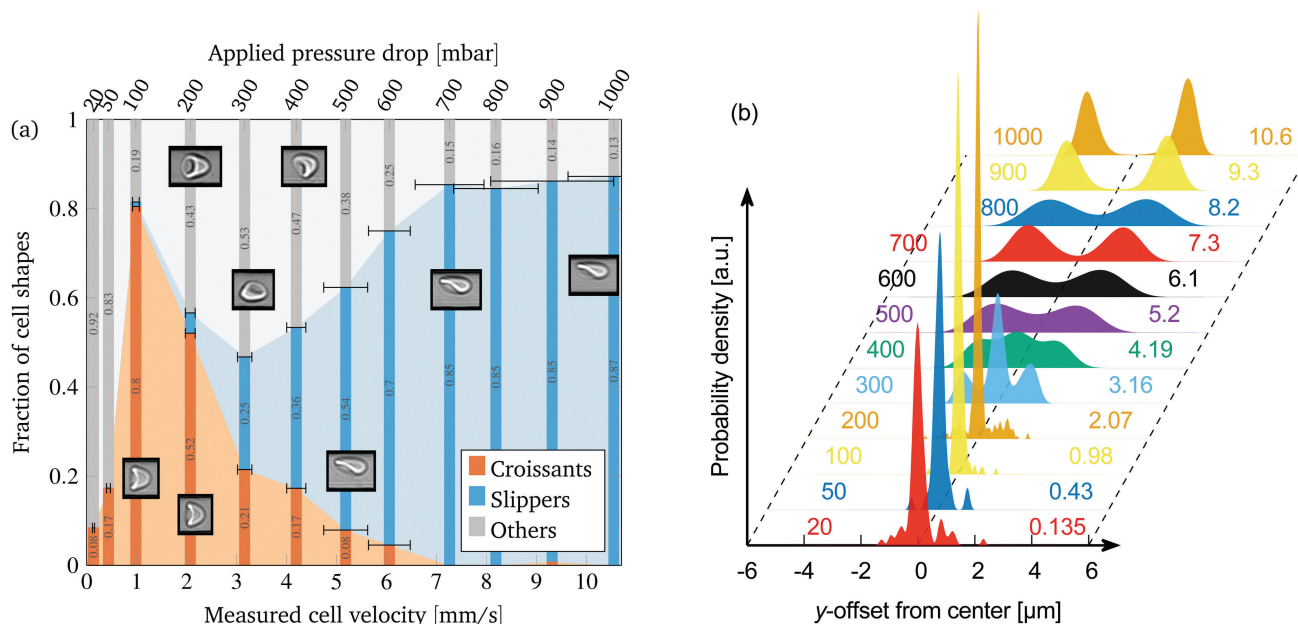 Applied pressure drop [mbar]
20 50 100 200 300 400 500 700 900 1000
(a)
Fraction of cell shapes
1
0.8
0.6
0.4
0.2
0
0.92 0.83 0.19 0.43 0.53 0.47 0.38 0.25 0.15 0.16 0.14 0.13
0.25 0.36 0.54 0.7 0.85 0.85 0.85 0.87
0.08 0.17 0.8 0.52 0.21 0.17 0.08
Croissants
Slippers
Others
0 1 2 3 4 5 6 7 8 9 10
Measured cell velocity [mm/s]
(b)
Probability density [a.u.]
1000 10.6
900 9.3
800 8.2
700 7.3
600 6.1
500 5.2
400 4.19
300 3.16
200 2.07
100 0.98
50 0.43
20 0.135
-6 -4 -2 0 2 4 6
y-offset from center [µm]